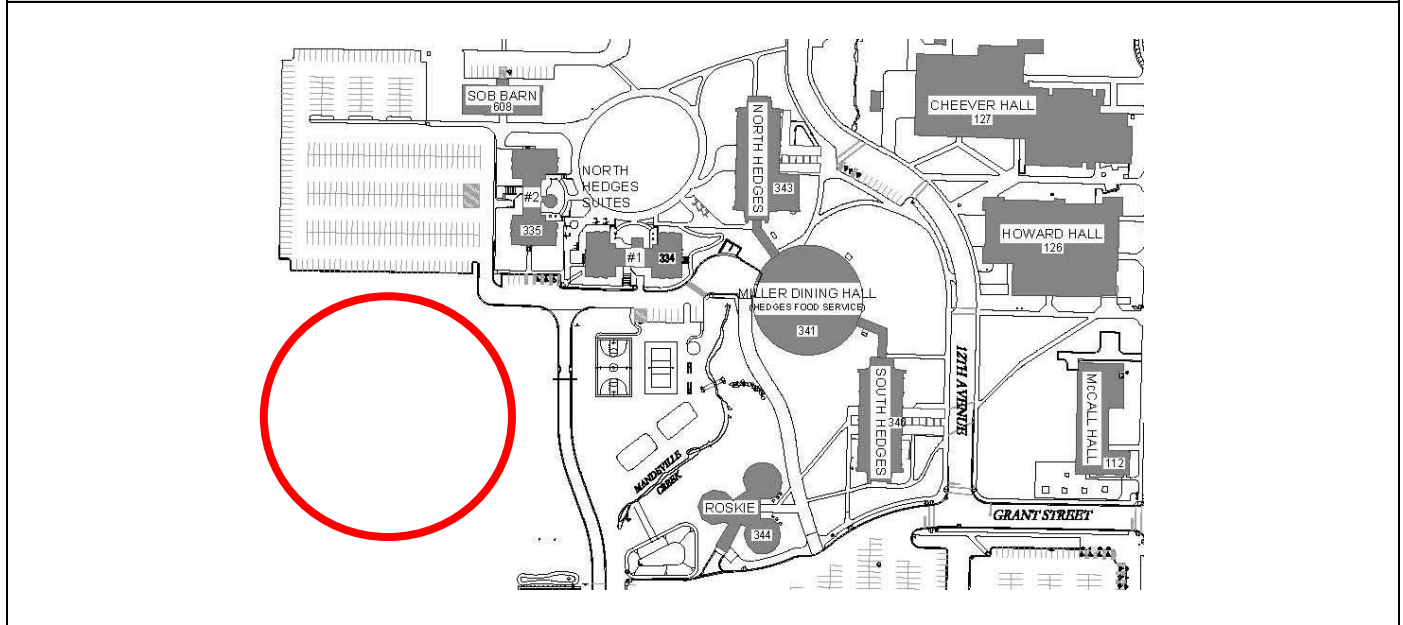 SOB BARN
608
CHEEVER HALL
127
NORTH HEDGES
343
NORTH
HEDGES
SUITES
#2
335
#1
334
HOWARD HALL
126
MILLER DINING HALL
(HEDGES FOOD SERVICE)
341
12TH AVENUE
SOUTH HEDGES
340
McCALL HALL
112
MANDEVILLE
CREEK
ROSKIE
344
GRANT STREET